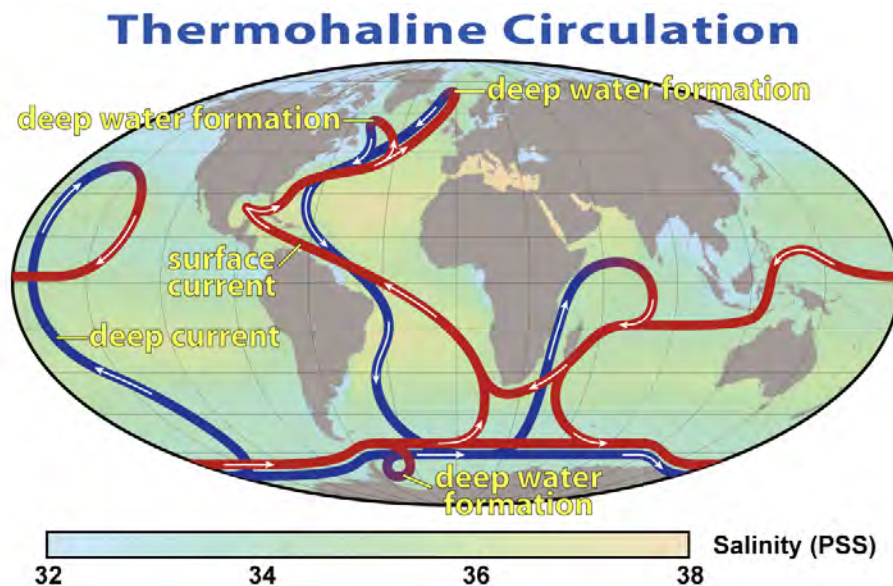 Thermohaline Circulation
deep water formation
deep water formation
surface
current
deep current
deep water
formation
Salinity (PSS)
32 34 36 38